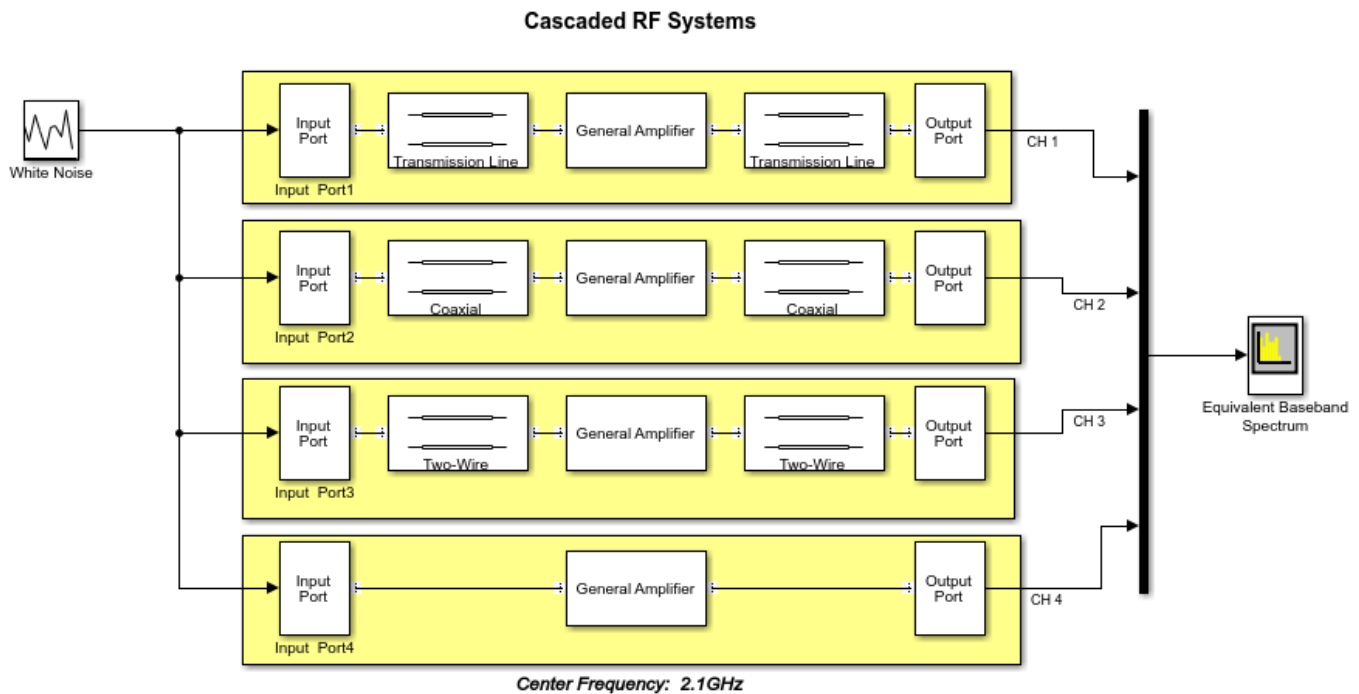 Cascaded RF Systems
White Noise
Input
Port
Input Port1
Transmission Line
General Amplifier
Transmission Line
Output
Port
CH 1
Input
Port
Input Port2
Coaxial
General Amplifier
Coaxial
Output
Port
CH 2
Input
Port
Input Port3
Two-Wire
General Amplifier
Two-Wire
Output
Port
CH 3
Input
Port
Input Port4
General Amplifier
Output
Port
CH 4
Equivalent Baseband
Spectrum
Center Frequency: 2.1GHz